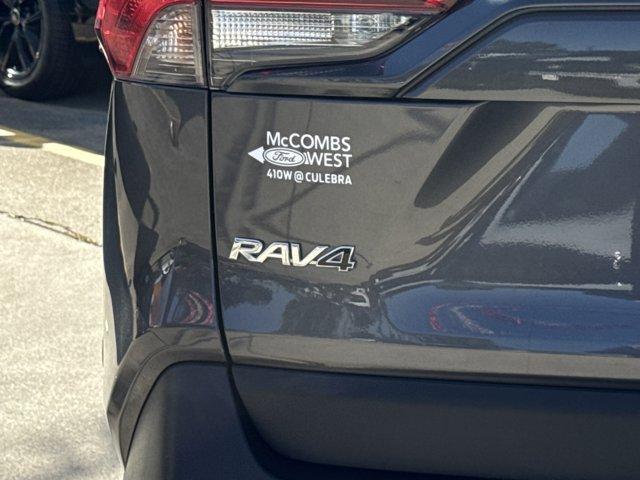 McCOMBS
Ford WEST
410W @ CULEBRA
RAV4